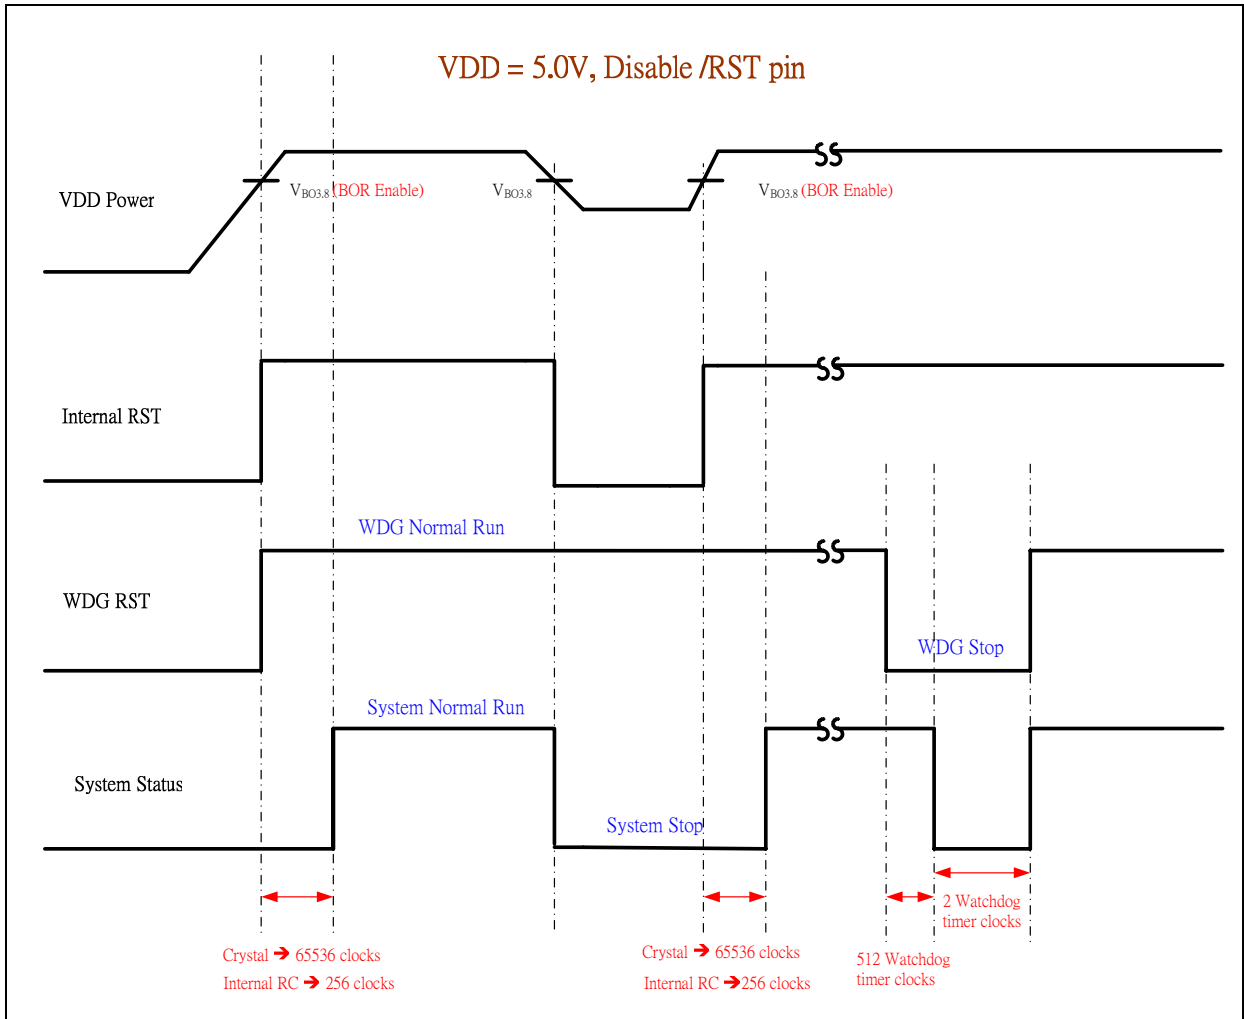 VDD = 5.0V, Disable /RST pin
VDD Power
VBO3.8 (BOR Enable)
VBO3.8
VBO3.8 (BOR Enable)
Internal RST
WDG Normal Run
WDG RST
WDG Stop
System Normal Run
System Status
System Stop
Crystal ➔ 65536 clocks
Internal RC ➔ 256 clocks
Crystal ➔ 65536 clocks
Internal RC ➔256 clocks
512 Watchdog
timer clocks
2 Watchdog
timer clocks